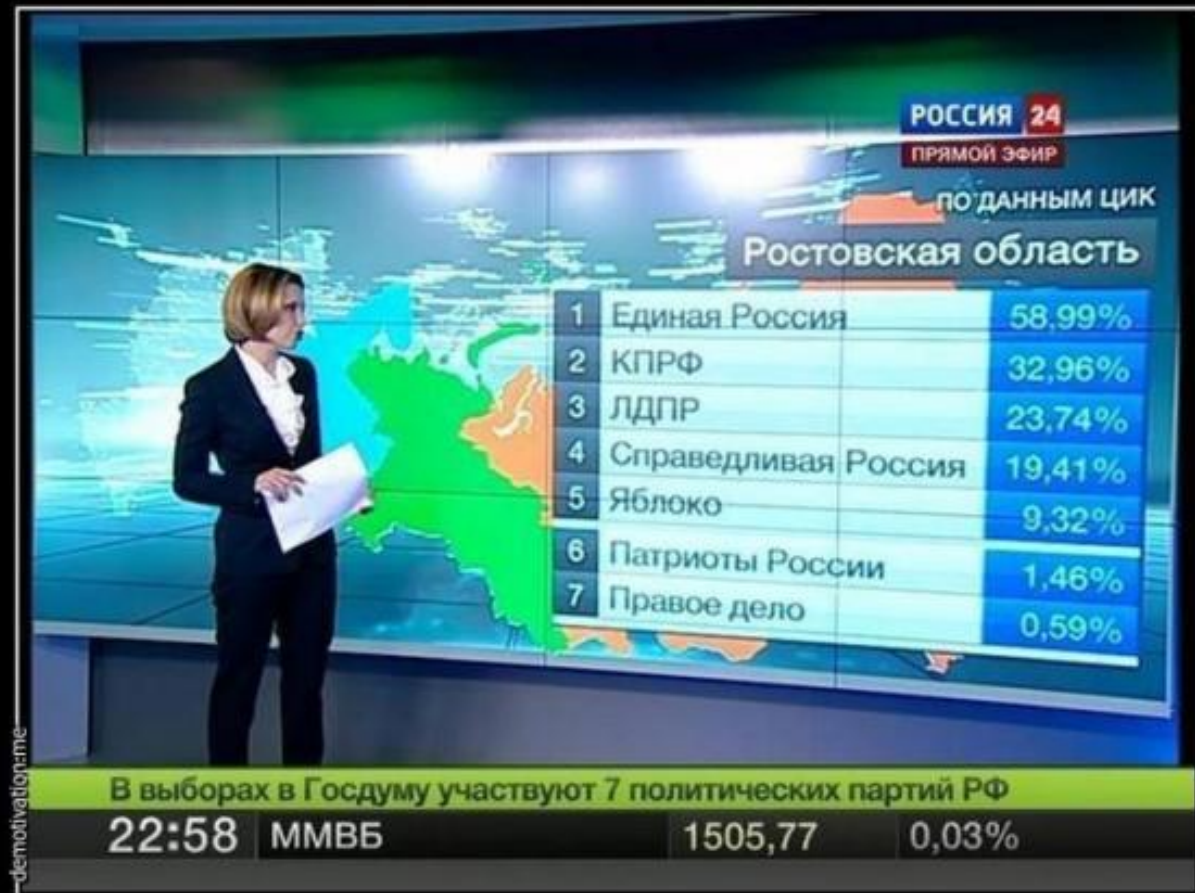 РОССИЯ 24
ПРЯМОЙ ЭФИР
ПО ДАННЫМ ЦИК
Ростовская область
1 Единая Россия 58,99%
2 КПРФ 32,96%
3 ЛДПР 23,74%
4 Справедливая Россия 19,41%
5 Яблоко 9,32%
6 Патриоты России 1,46%
7 Правое дело 0,59%
В выборах в Госдуму участвуют 7 политических партий РФ
22:58 ММВБ 1505,77 0,03%
demotivation.me